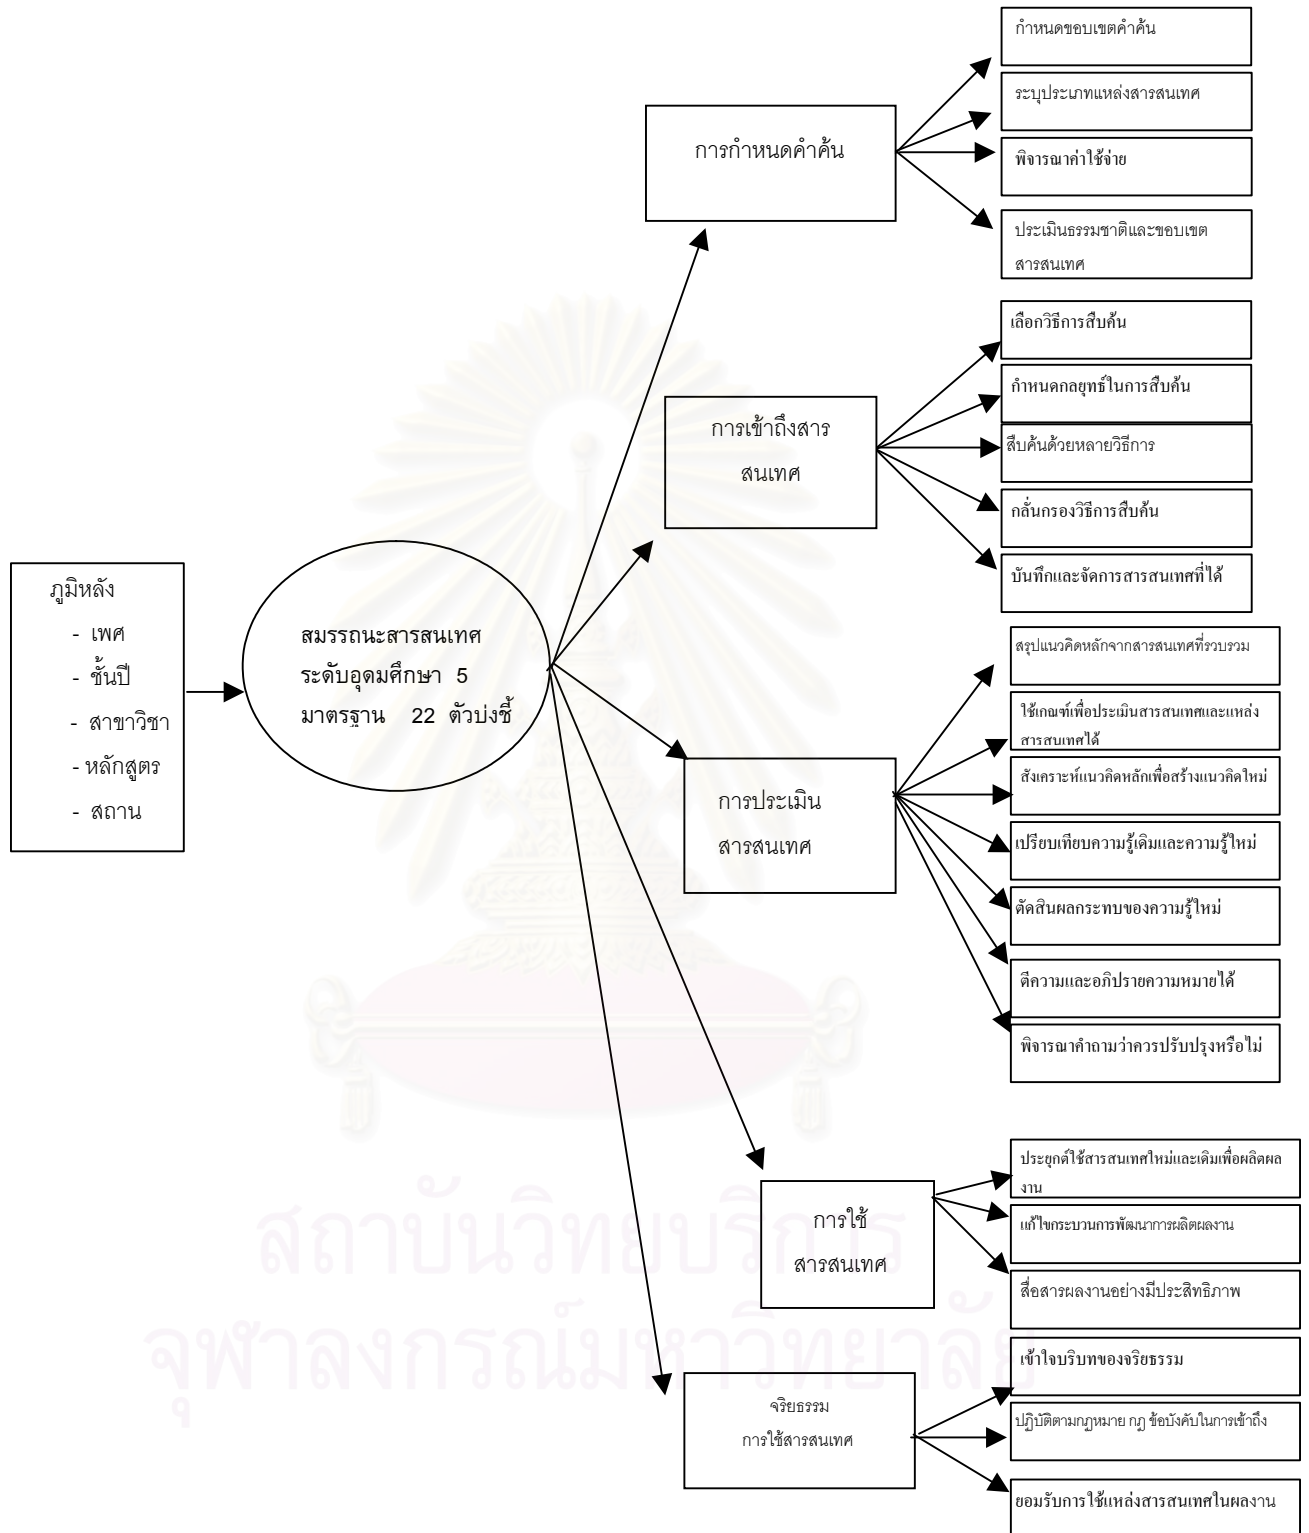 ภูมิหลัง
- เพศ
- ชั้นปี
- สาขาวิชา
- หลักสูตร
- สถาน
สมรรถนะสารสนเทศ
ระดับอุดมศึกษา 5
มาตรฐาน 22 ตัวบ่งชี้
การกำหนดคำค้น
กำหนดขอบเขตคำค้น
ระบุประเภทแหล่งสารสนเทศ
พิจารณาค่าใช้จ่าย
ประเมินธรรมชาติและขอบเขต
สารสนเทศ
การเข้าถึงสาร
สนเทศ
เลือกวิธีการสืบค้น
กำหนดกลยุทธ์ในการสืบค้น
สืบค้นด้วยหลายวิธีการ
กลั่นกรองวิธีการสืบค้น
บันทึกและจัดการสารสนเทศที่ได้
การประเมิน
สารสนเทศ
สรุปแนวคิดหลักจากสารสนเทศที่รวบรวม
ใช้เกณฑ์เพื่อประเมินสารสนเทศและแหล่ง
สารสนเทศได้
สังเคราะห์แนวคิดหลักเพื่อสร้างแนวคิดใหม่
เปรียบเทียบความรู้เดิมและความรู้ใหม่
ตัดสินผลกระทบของความรู้ใหม่
ตีความและอภิปรายความหมายได้
พิจารณาคำถามว่าควรปรับปรุงหรือไม่
การใช้
สารสนเทศ
ประยุกต์ใช้สารสนเทศใหม่และเดิมเพื่อผลิตผล
งาน
แก้ไขกระบวนการพัฒนาการผลิตผลงาน
สื่อสารผลงานอย่างมีประสิทธิภาพ
จริยธรรม
การใช้สารสนเทศ
เข้าใจบริบทของจริยธรรม
ปฏิบัติตามกฎหมาย กฎ ข้อบังคับในการเข้าถึง
ยอมรับการใช้แหล่งสารสนเทศในผลงาน
สถาบันวิทยบริการ
จุฬาลงกรณ์มหาวิทยาลัย